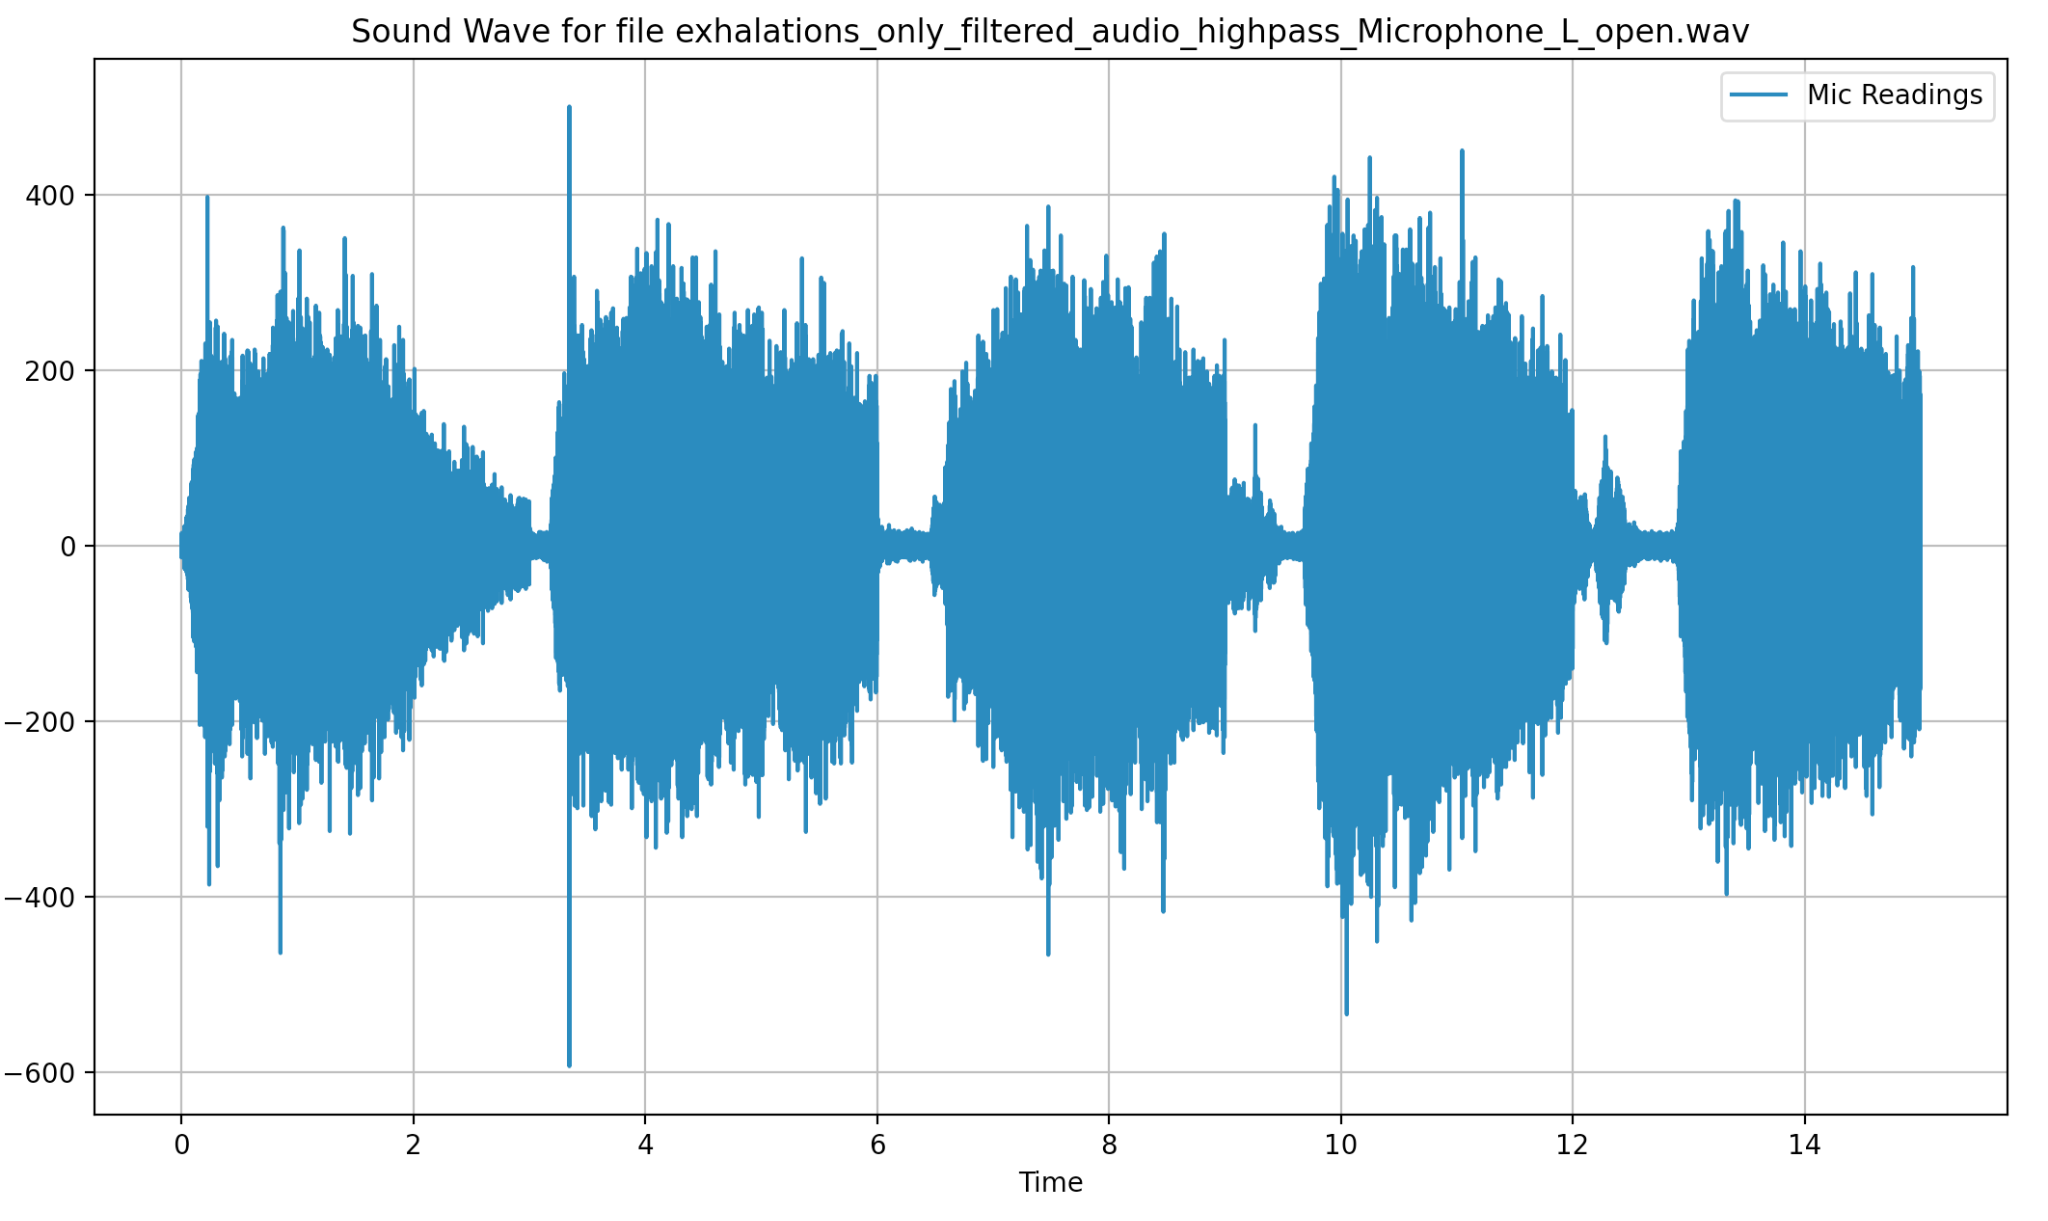 Sound Wave for file exhalations_only_filtered_audio_highpass_Microphone_L_open.wav
Mic Readings
400
200
0
−200
−400
−600
0 2 4 6 8 10 12 14
Time